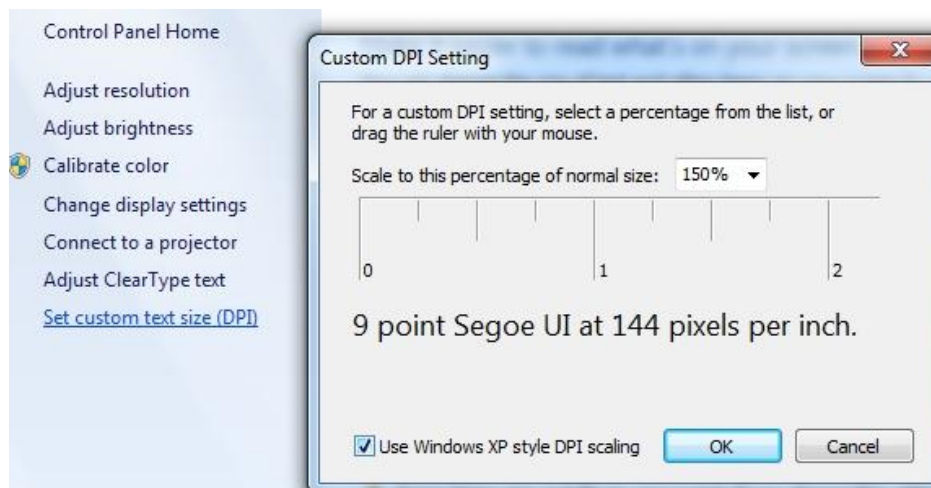 Control Panel Home
Adjust resolution
Adjust brightness
Calibrate color
Change display settings
Connect to a projector
Adjust ClearType text
Set custom text size (DPI)
Custom DPI Setting
For a custom DPI setting, select a percentage from the list, or
drag the ruler with your mouse.
Scale to this percentage of normal size: 150%
0 1 2
9 point Segoe UI at 144 pixels per inch.
Use Windows XP style DPI scaling OK Cancel